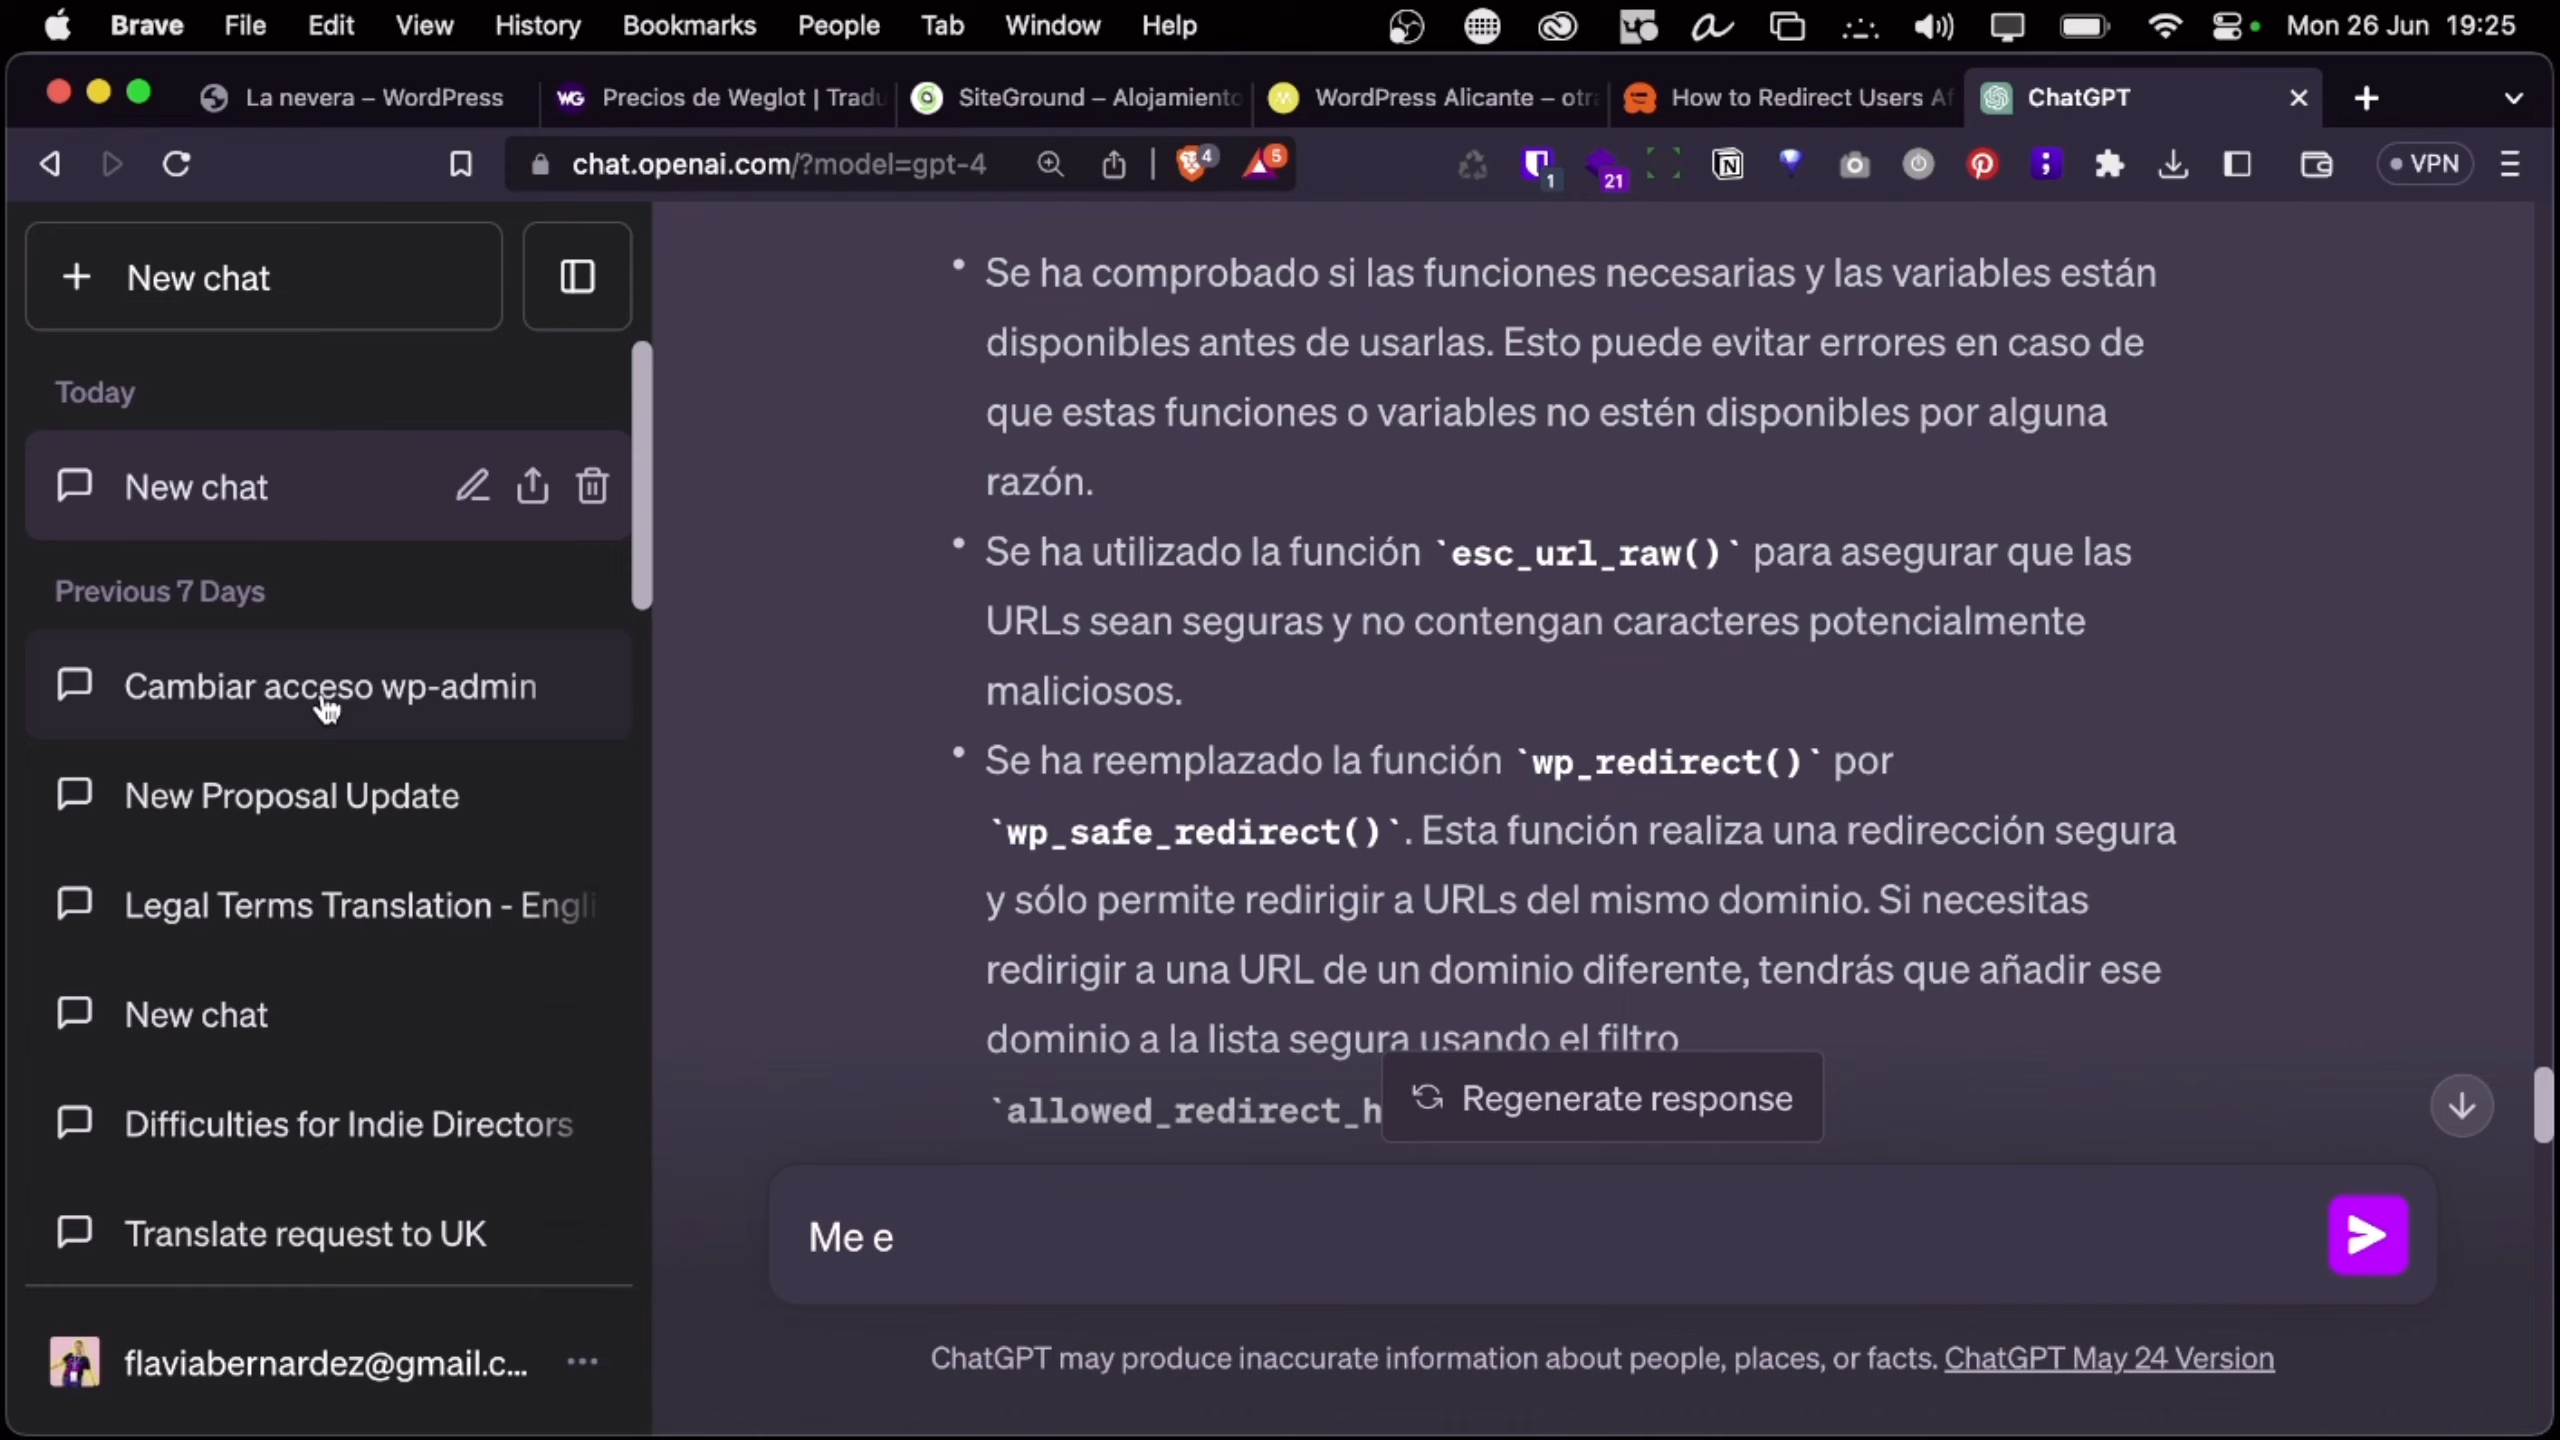 Brave File Edit View History Bookmarks People Tab Window Help Mon 26 Jun 19:25
La nevera – WordPress WG Precios de Weglot | Tradu SiteGround – Alojamiento WordPress Alicante – otra How to Redirect Users Af ChatGPT
chat.openai.com/?model=gpt-4 4 5 1 21 VPN
New chat
Today
New chat
Previous 7 Days
Cambiar acceso wp-admin
New Proposal Update
Legal Terms Translation - Engli
New chat
Difficulties for Indie Directors
Translate request to UK
flaviabernardez@gmail.c...
• Se ha comprobado si las funciones necesarias y las variables están
disponibles antes de usarlas. Esto puede evitar errores en caso de
que estas funciones o variables no estén disponibles por alguna
razón.
• Se ha utilizado la función `esc_url_raw()` para asegurar que las
URLs sean seguras y no contengan caracteres potencialmente
maliciosos.
• Se ha reemplazado la función `wp_redirect()` por
`wp_safe_redirect()`. Esta función realiza una redirección segura
y sólo permite redirigir a URLs del mismo dominio. Si necesitas
redirigir a una URL de un dominio diferente, tendrás que añadir ese
dominio a la lista segura usando el filtro
`allowed_redirect_h
Regenerate response
Me e
ChatGPT may produce inaccurate information about people, places, or facts. ChatGPT May 24 Version